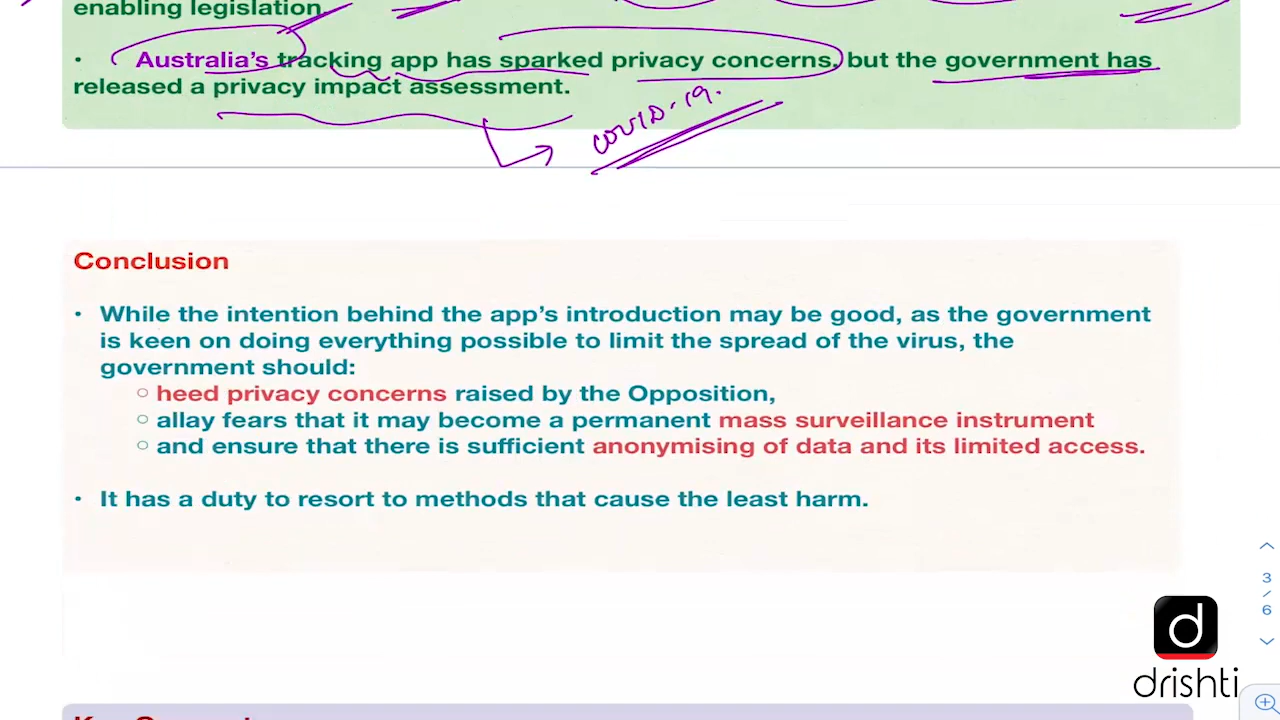 enabling legislation.
• Australia's tracking app has sparked privacy concerns, but the government has
released a privacy impact assessment.
COVID-19.
Conclusion
• While the intention behind the app's introduction may be good, as the government
is keen on doing everything possible to limit the spread of the virus, the
government should:
○ heed privacy concerns raised by the Opposition,
○ allay fears that it may become a permanent mass surveillance instrument
○ and ensure that there is sufficient anonymising of data and its limited access.
• It has a duty to resort to methods that cause the least harm.
3
/
6
d
drishti